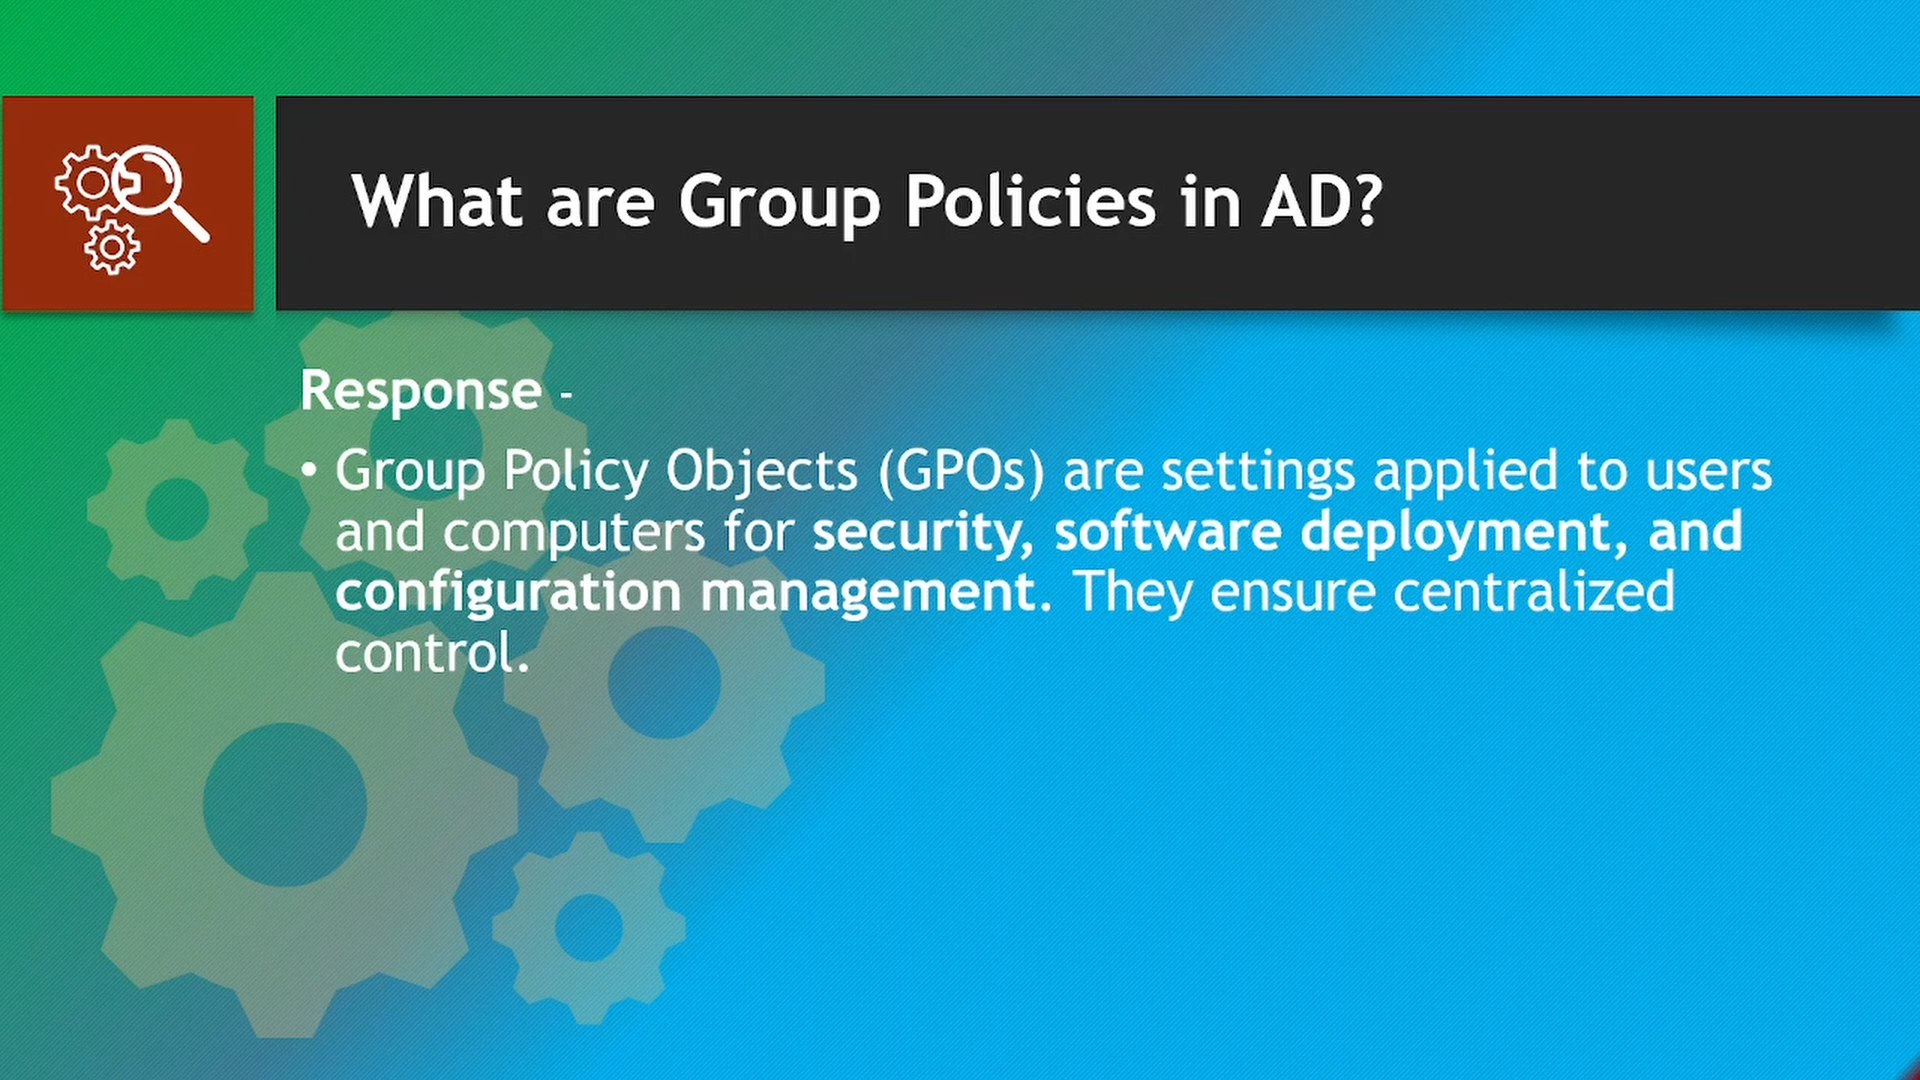 What are Group Policies in AD?
Response -
• Group Policy Objects (GPOs) are settings applied to users
and computers for security, software deployment, and
configuration management. They ensure centralized
control.